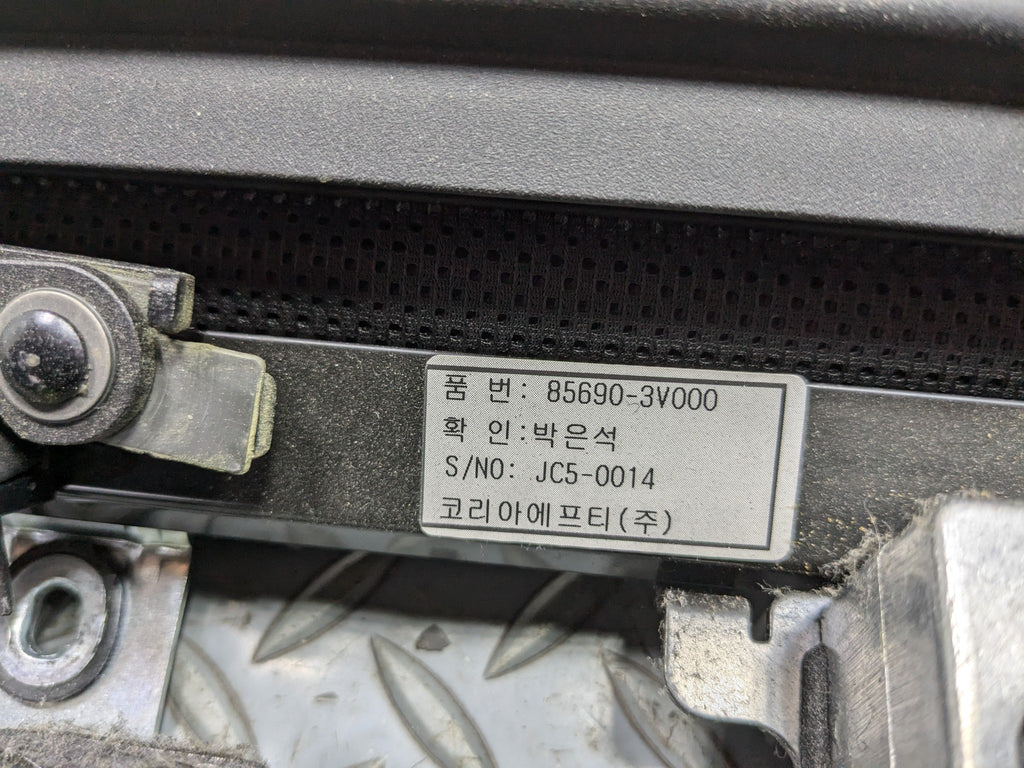 품 번: 85690-3V000
확 인:박은석
S/NO: JC5-0014
코리아에프티(주)